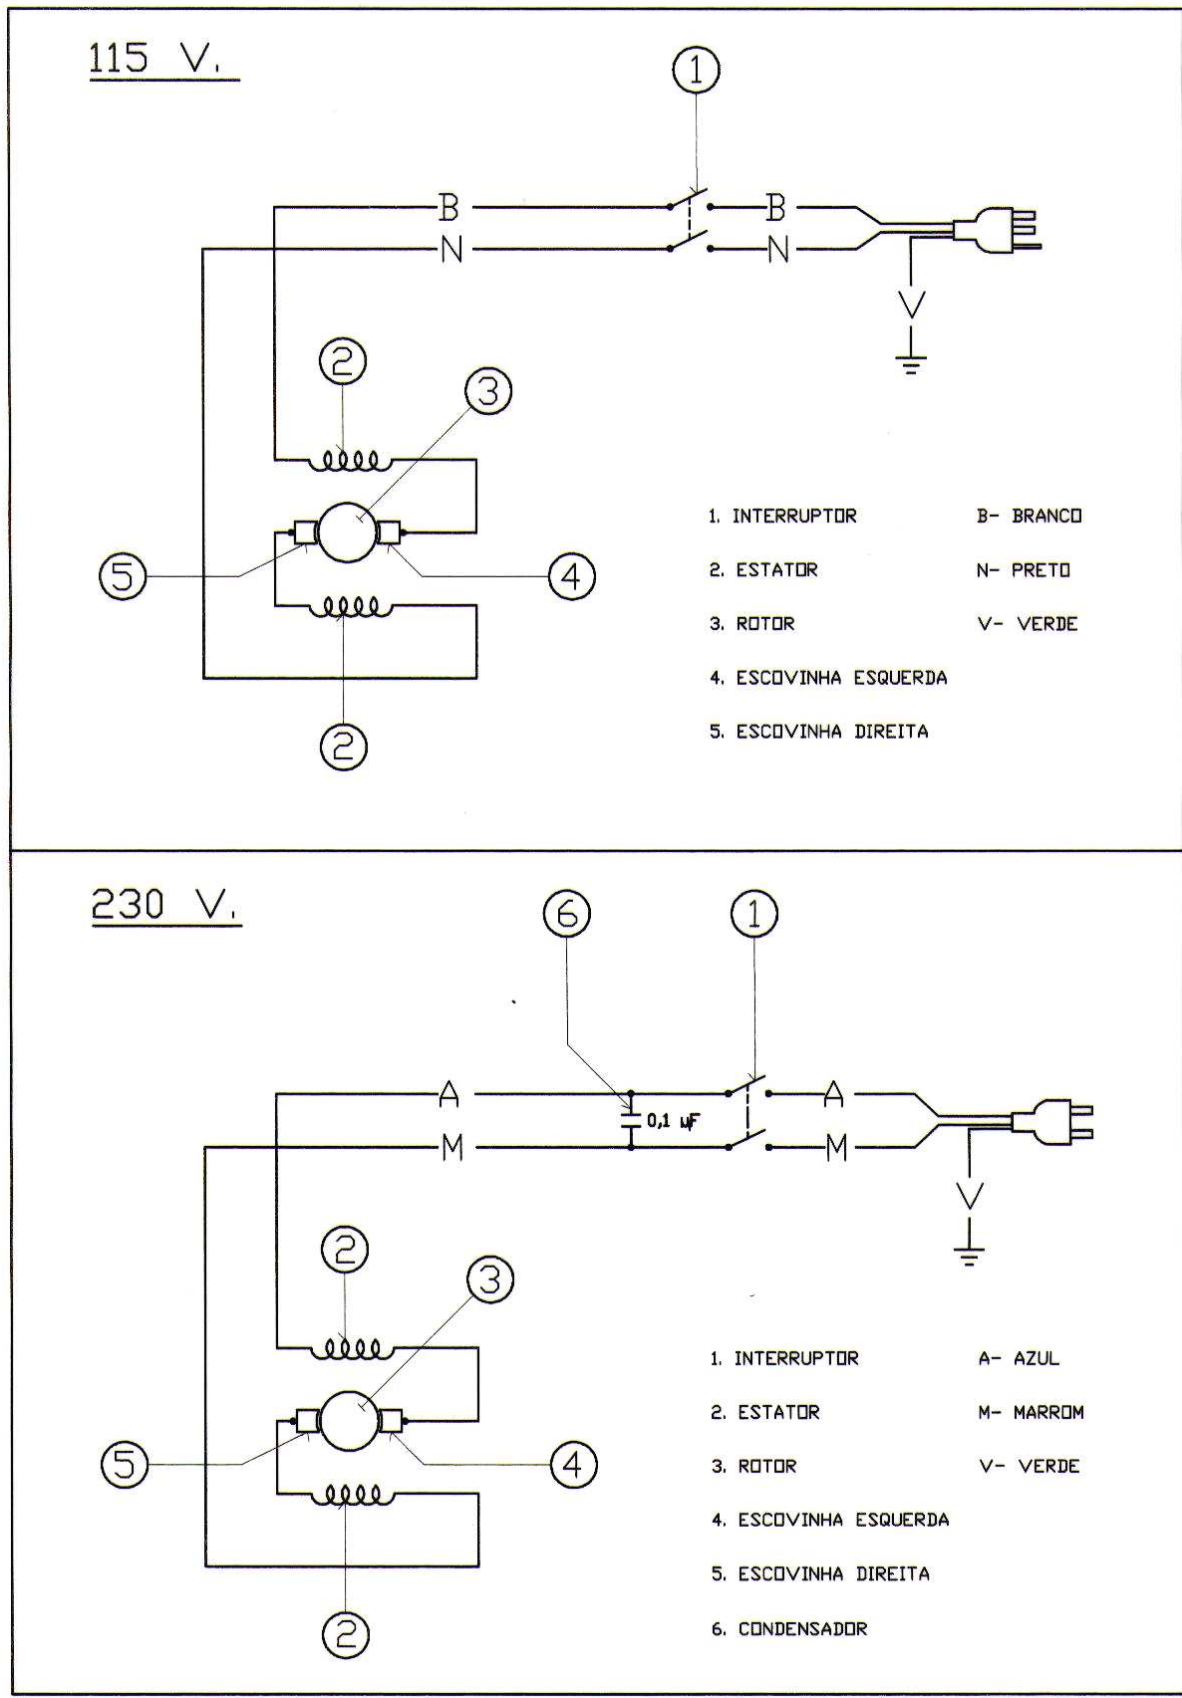 115 V.
1
B
B
N
N
V
2
3
5
4
2
1. INTERRUPTOR
B- BRANCO
2. ESTATOR
N- PRETO
3. ROTOR
V- VERDE
4. ESCOVINHA ESQUERDA
5. ESCOVINHA DIREITA
230 V.
6
1
A
A
0,1 µF
M
M
V
2
3
5
4
2
1. INTERRUPTOR
A- AZUL
2. ESTATOR
M- MARROM
3. ROTOR
V- VERDE
4. ESCOVINHA ESQUERDA
5. ESCOVINHA DIREITA
6. CONDENSADOR